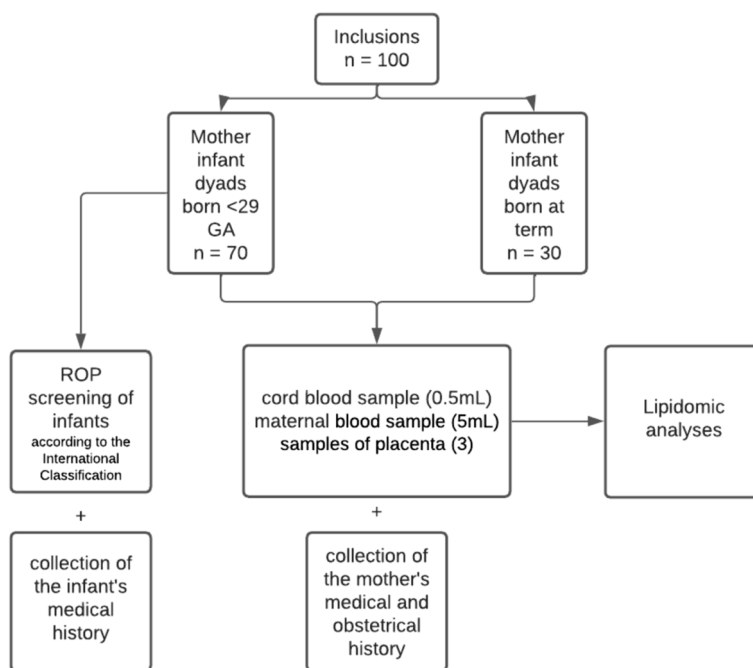 Inclusions
n = 100
Mother
infant
dyads
born <29
GA
n = 70
Mother
infant
dyads
born at
term
n = 30
ROP
screening of
infants
according to the
International
Classification
cord blood sample (0.5mL)
maternal blood sample (5mL)
samples of placenta (3)
Lipidomic
analyses
+
+
collection of
the infant's
medical
history
collection of
the mother's
medical and
obstetrical
history